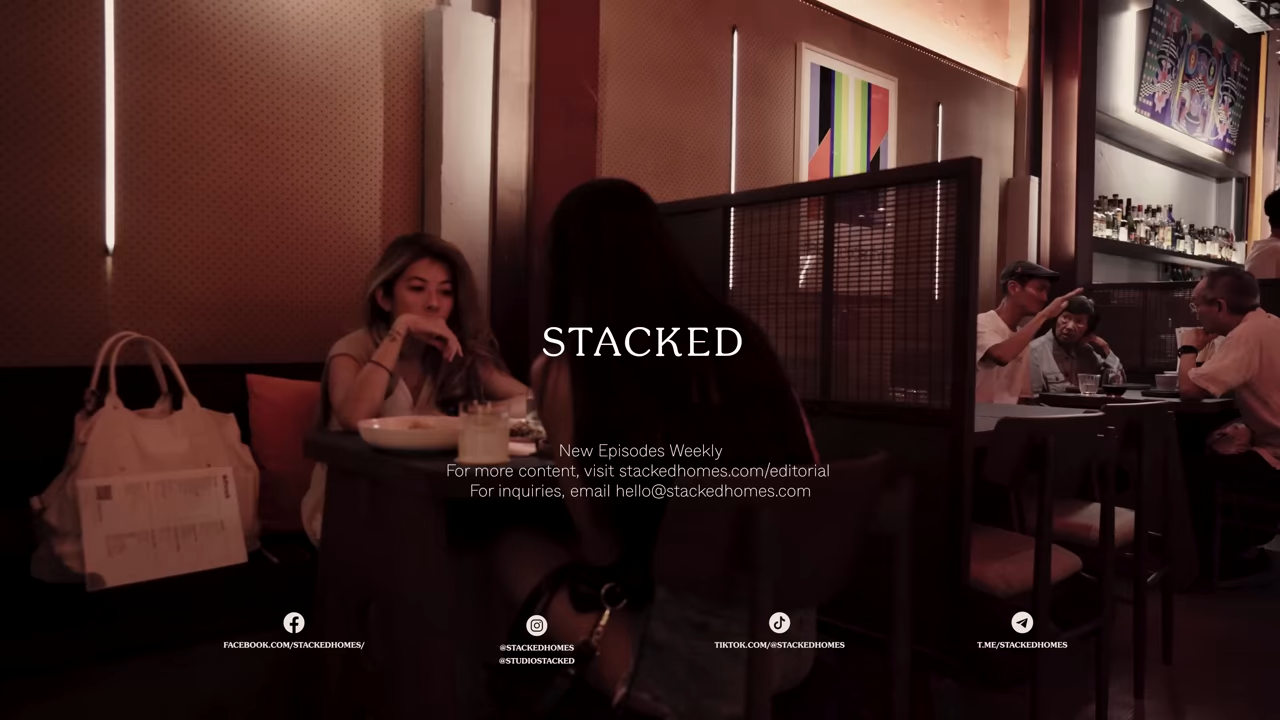 STACKED
New Episodes Weekly
For more content, visit stackedhomes.com/editorial
For inquiries, email hello@stackedhomes.com
FACEBOOK.COM/STACKEDHOMES/
@STACKEDHOMES
@STUDIOSTACKED
TIKTOK.COM/@STACKEDHOMES
T.ME/STACKEDHOMES